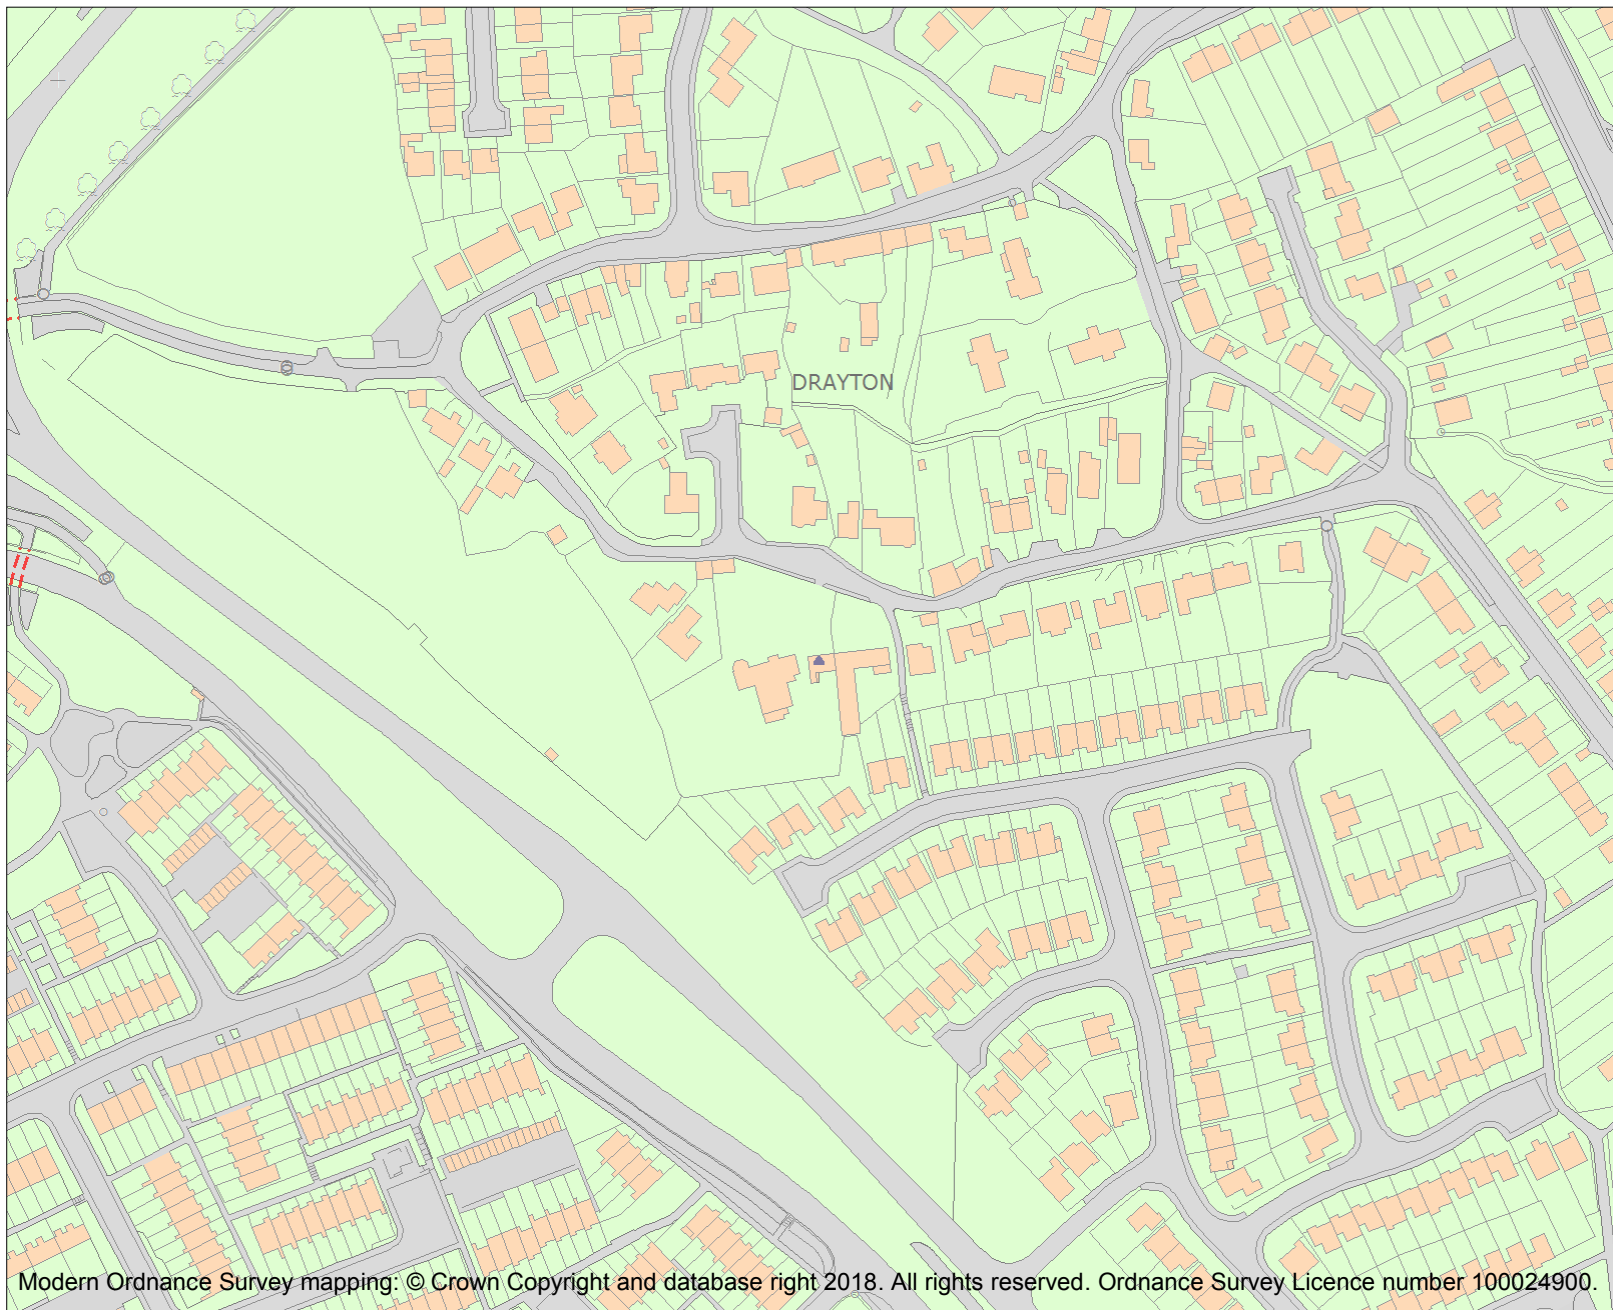 DRAYTON
Modern Ordnance Survey mapping: © Crown Copyright and database right 2018. All rights reserved. Ordnance Survey Licence number 100024900.